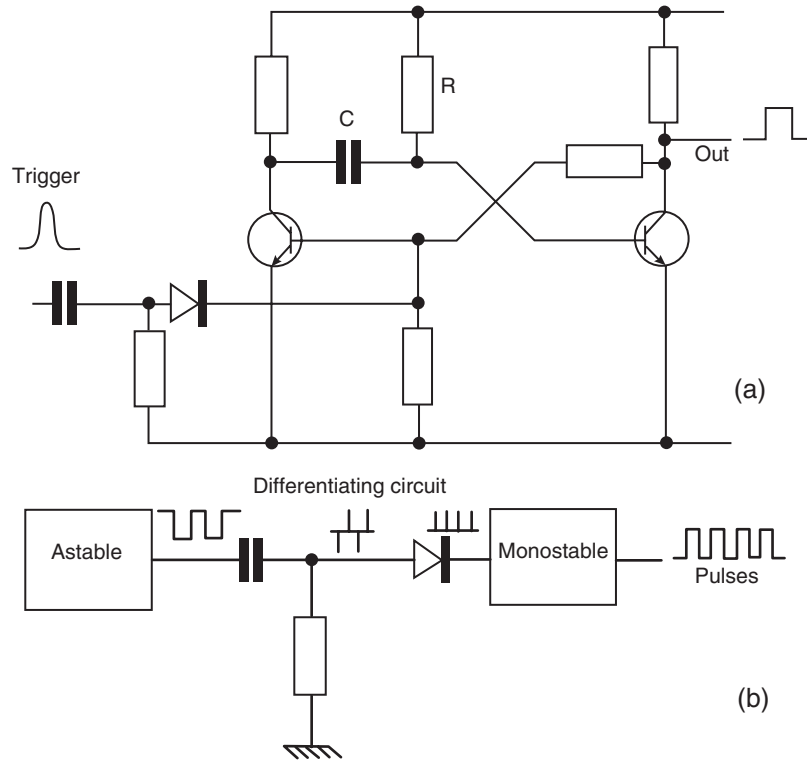 R
C
Out
Trigger
(a)
Differentiating circuit
Astable
Monostable
Pulses
(b)